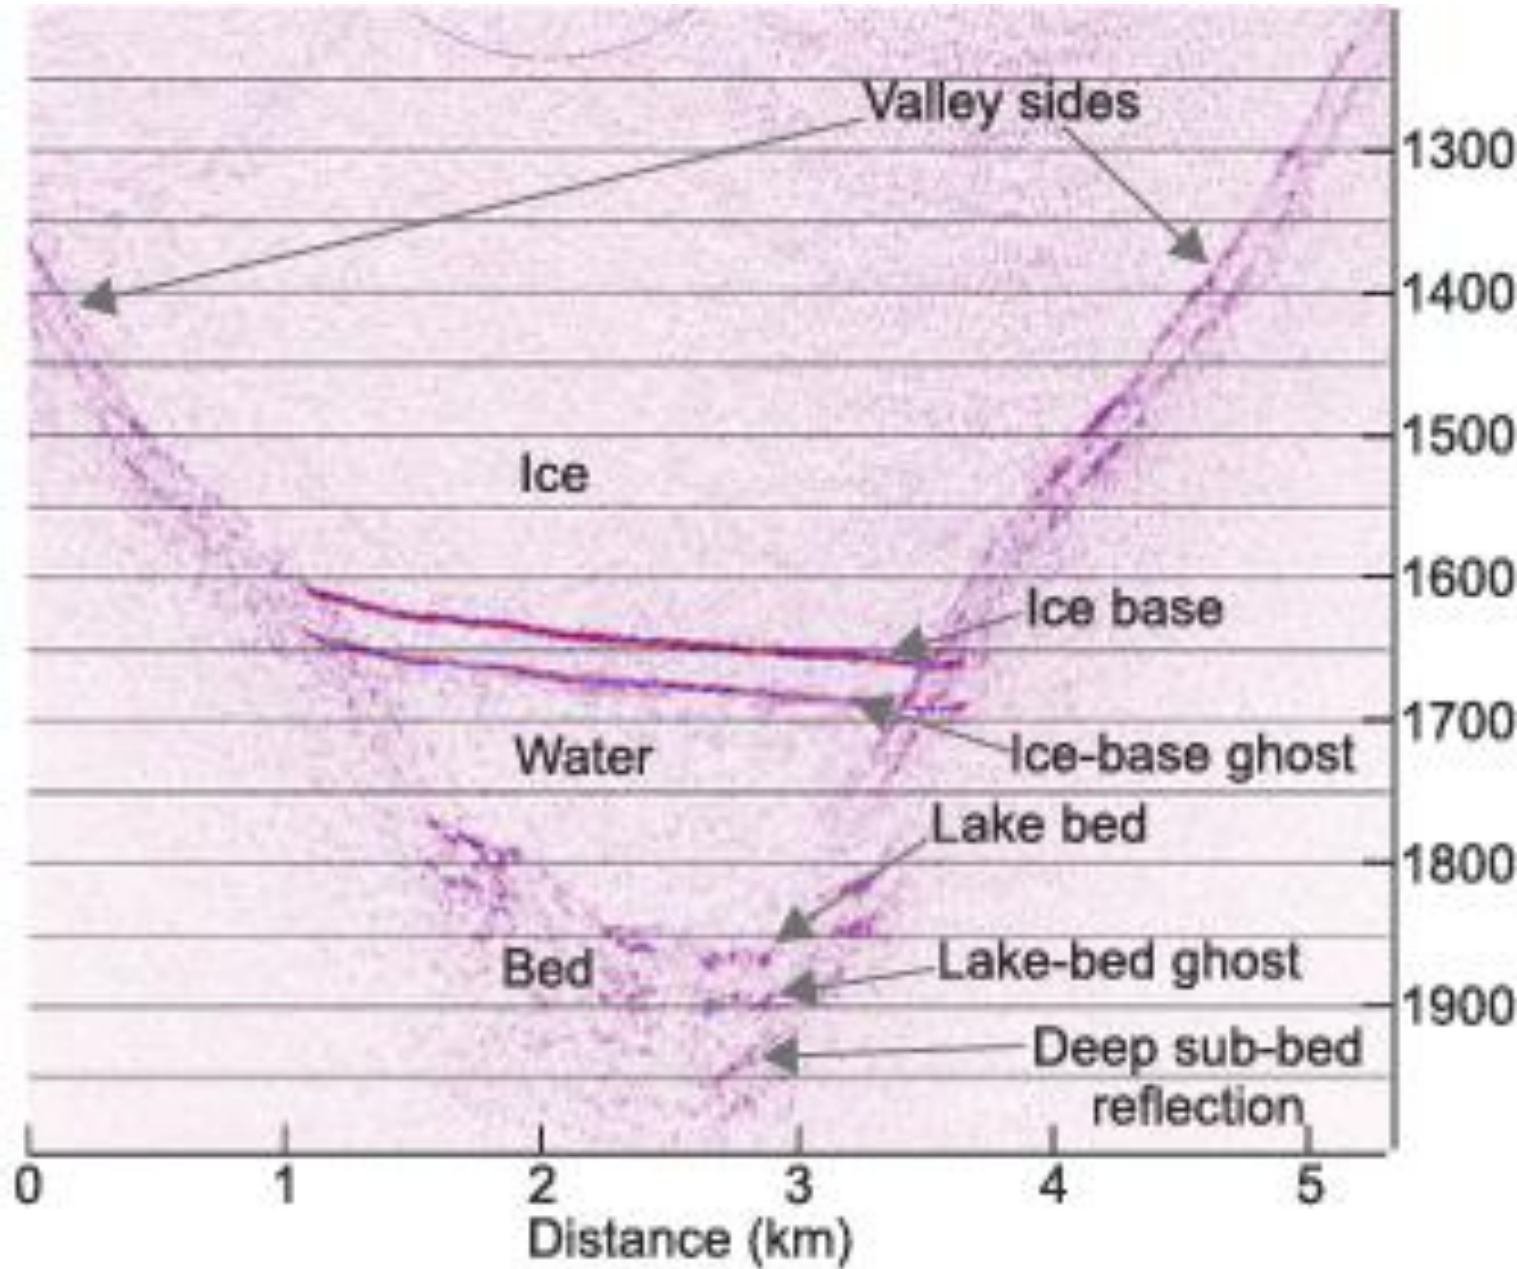 Valley sides
1300
1400
1500
Ice
1600
Ice base
1700
Water
Ice-base ghost
Lake bed
1800
Bed
Lake-bed ghost
1900
Deep sub-bed
reflection
0 1 2 3 4 5
Distance (km)